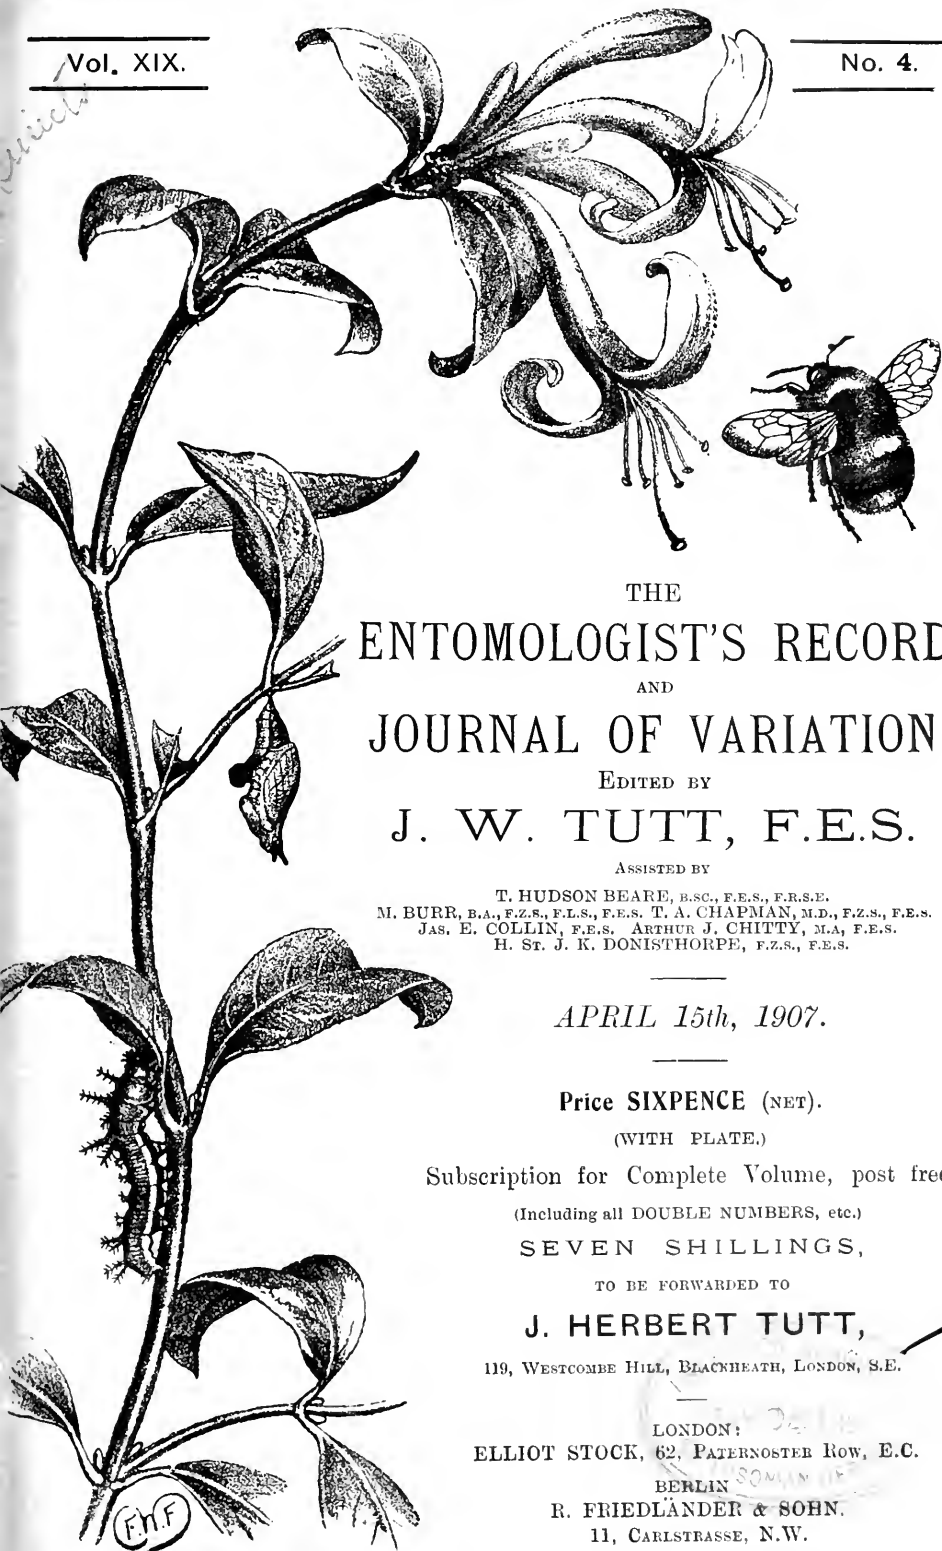 Vol. XIX.
No. 4.
THE
ENTOMOLOGIST'S RECORD
AND
JOURNAL OF VARIATION
EDITED BY
J. W. TUTT, F.E.S.
ASSISTED BY
T. HUDSON BEARE, B.SC., F.E.S., F.R.S.E.
M. BURR, B.A., F.Z.S., F.L.S., F.E.S. T. A. CHAPMAN, M.D., F.Z.S., F.E.S.
JAS. E. COLLIN, F.E.S. ARTHUR J. CHITTY, M.A, F.E.S.
H. ST. J. K. DONISTHORPE, F.Z.S., F.E.S.
APRIL 15th, 1907.
Price SIXPENCE (NET).
(WITH PLATE.)
Subscription for Complete Volume, post free
(Including all DOUBLE NUMBERS, etc.)
SEVEN SHILLINGS,
TO BE FORWARDED TO
J. HERBERT TUTT,
119, WESTCOMBE HILL, BLACKHEATH, LONDON, S.E.
LONDON:
ELLIOT STOCK, 62, PATERNOSTER ROW, E.C.
BERLIN
R. FRIEDLÄNDER & SOHN.
11, CARLSTRASSE, N.W.
F.W.F